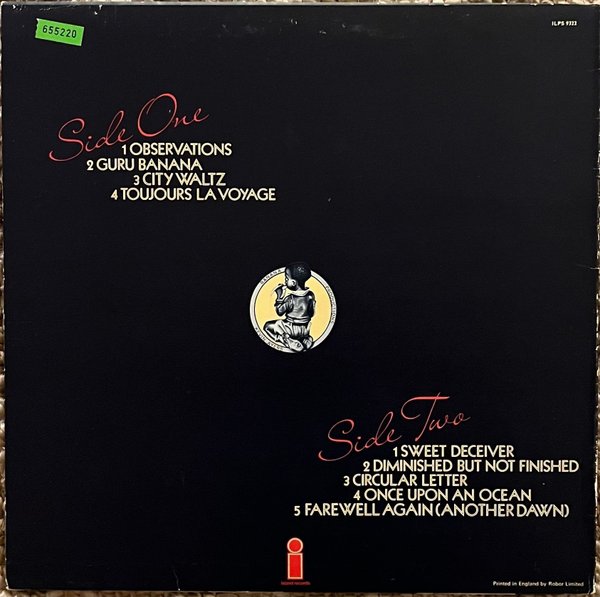 655220
ILPS 9323
Side One
1 OBSERVATIONS
2 GURU BANANA
3 CITY WALTZ
4 TOUJOURS LA VOYAGE
Side Two
1 SWEET DECEIVER
2 DIMINISHED BUT NOT FINISHED
3 CIRCULAR LETTER
4 ONCE UPON AN OCEAN
5 FAREWELL AGAIN (ANOTHER DAWN)
i
island records
Printed in England by Robor Limited